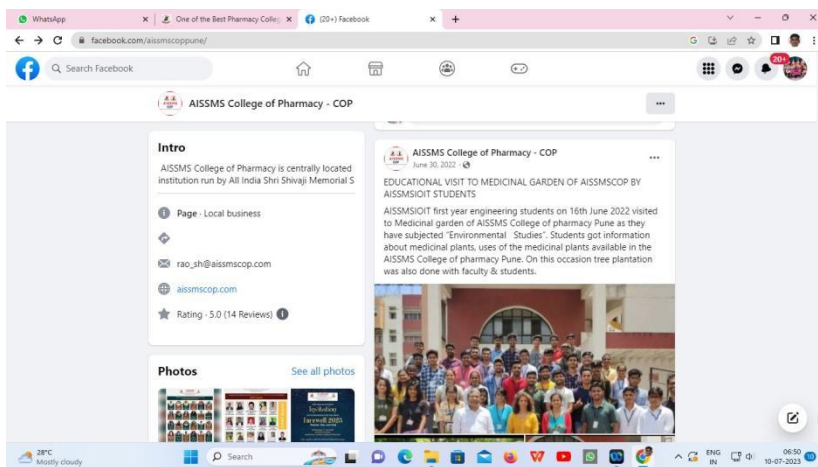 WhatsApp
One of the Best Pharmacy Colleg
(20+) Facebook
facebook.com/aissmscoppune/
Search Facebook
20+
AISSMS College of Pharmacy - COP
Intro
AISSMS College of Pharmacy is centrally located
institution run by All India Shri Shivaji Memorial S
Page · Local business
rao_sh@aissmscop.com
aissmscop.com
Rating · 5.0 (14 Reviews)
Photos
See all photos
Invitation
farewell 2023
AISSMS College of Pharmacy - COP
June 30, 2022 ·
EDUCATIONAL VISIT TO MEDICINAL GARDEN OF AISSMSCOP BY
AISSMSIOIT STUDENTS
AISSMSIOIT first year engineering students on 16th June 2022 visited
to Medicinal garden of AISSMS College of pharmacy Pune as they
have subjected "Environmental Studies". Students got information
about medicinal plants, uses of the medicinal plants available in the
AISSMS College of pharmacy Pune. On this occasion tree plantation
was also done with faculty & students.
28°C
Mostly cloudy
Search
ENG
IN
06:50
10-07-2023